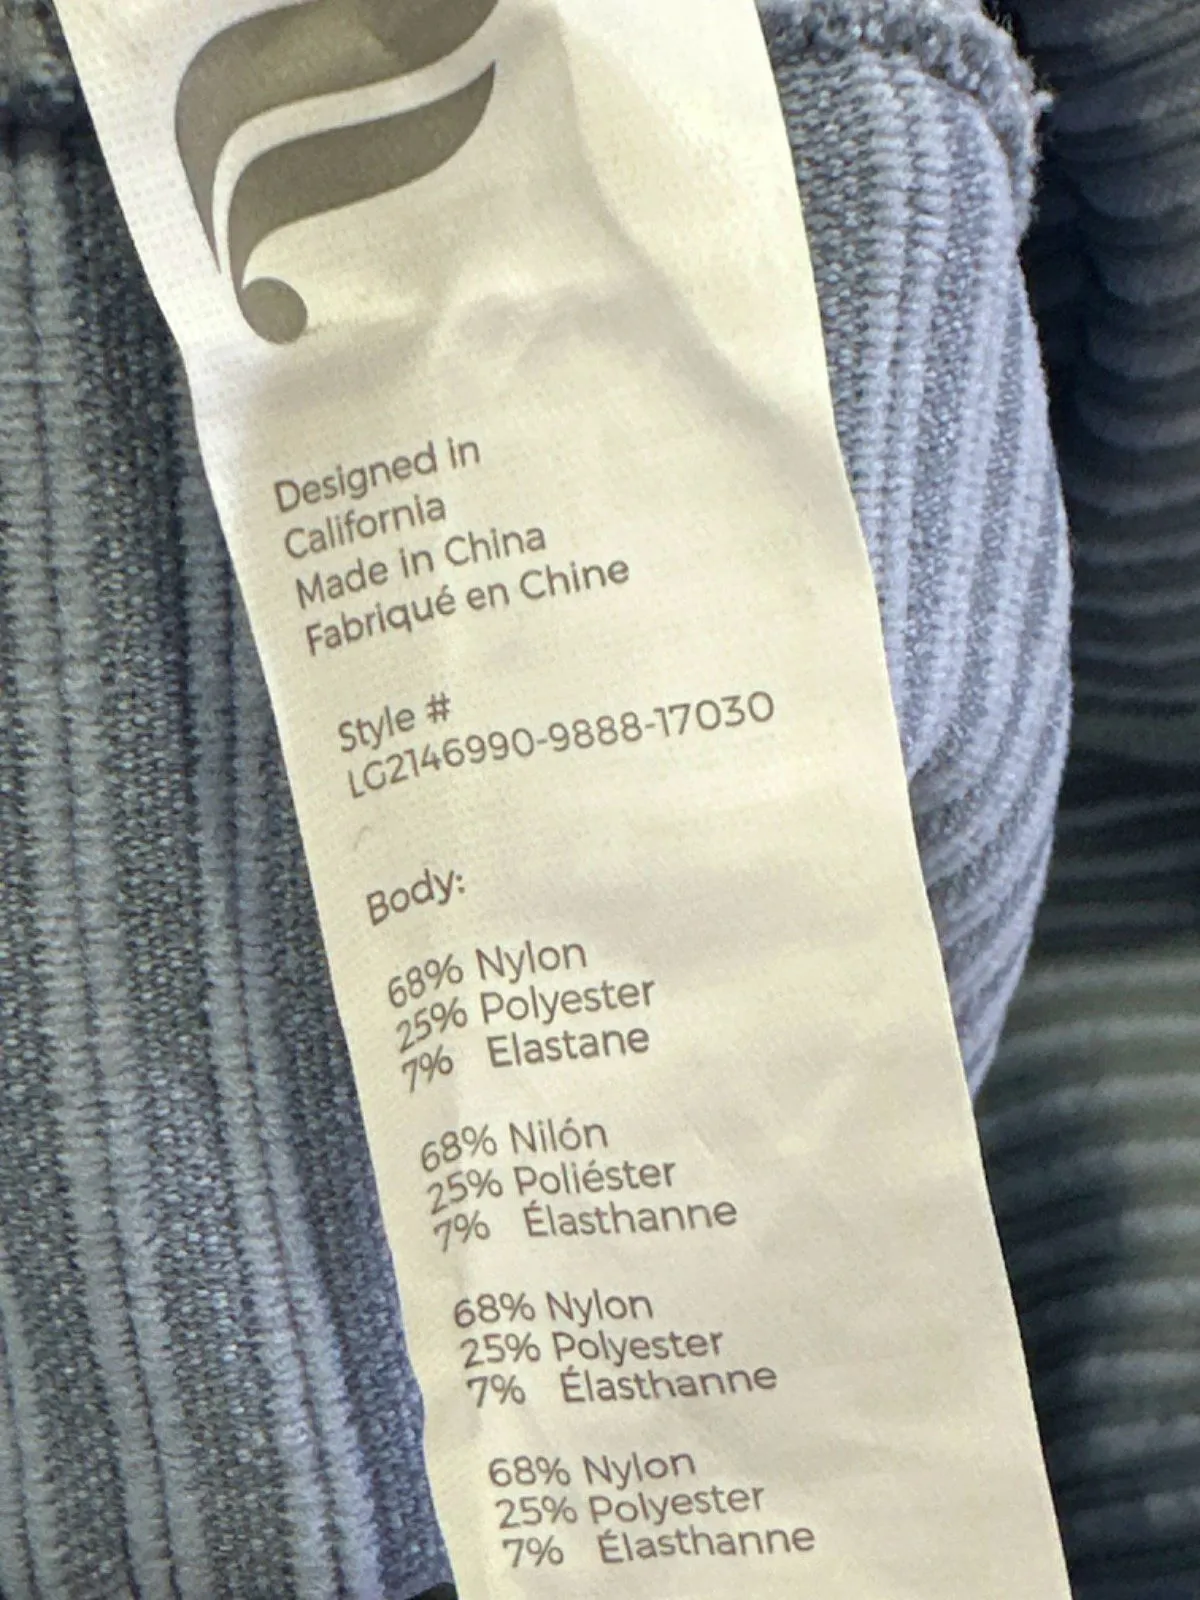 Designed in
California
Made in China
Fabriqué en Chine
Style #
LG2146990-9888-17030
Body:
68% Nylon
25% Polyester
7% Elastane
68% Nilón
25% Poliéster
7% Élasthanne
68% Nylon
25% Polyester
7% Élasthanne
68% Nylon
25% Polyester
7% Élasthanne